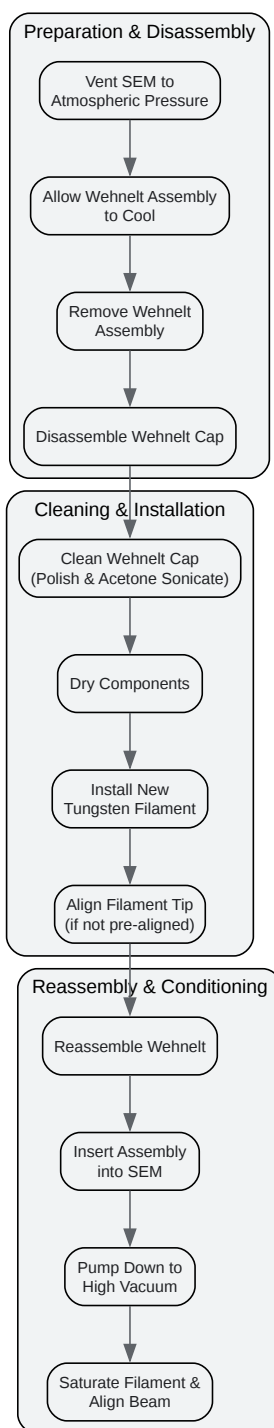 Preparation & Disassembly
Vent SEM to
Atmospheric Pressure
Allow Wehnelt Assembly
to Cool
Remove Wehnelt
Assembly
Disassemble Wehnelt Cap
Cleaning & Installation
Clean Wehnelt Cap
(Polish & Acetone Sonicate)
Dry Components
Install New
Tungsten Filament
Align Filament Tip
(if not pre-aligned)
Reassembly & Conditioning
Reassemble Wehnelt
Insert Assembly
into SEM
Pump Down to
High Vacuum
Saturate Filament &
Align Beam